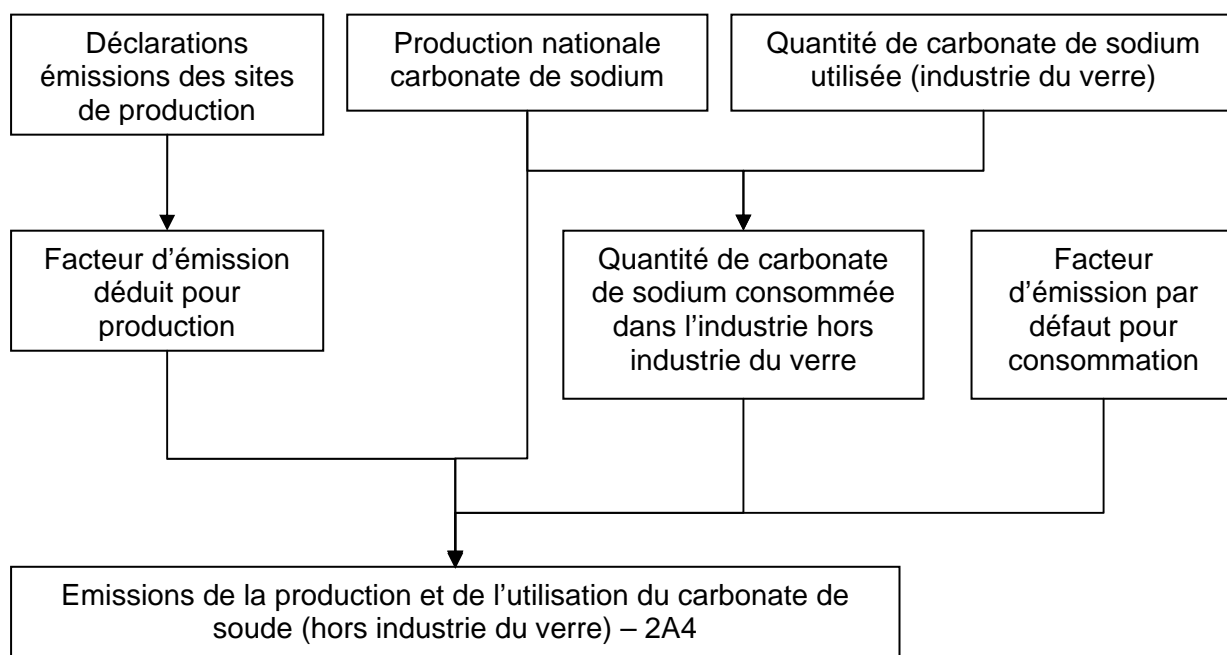 Déclarations
émissions des sites
de production
Production nationale
carbonate de sodium
Quantité de carbonate de sodium
utilisée (industrie du verre)
Facteur d’émission
déduit pour
production
Quantité de carbonate
de sodium consommée
dans l’industrie hors
industrie du verre
Facteur
d’émission par
défaut pour
consommation
Emissions de la production et de l’utilisation du carbonate de
soude (hors industrie du verre) – 2A4